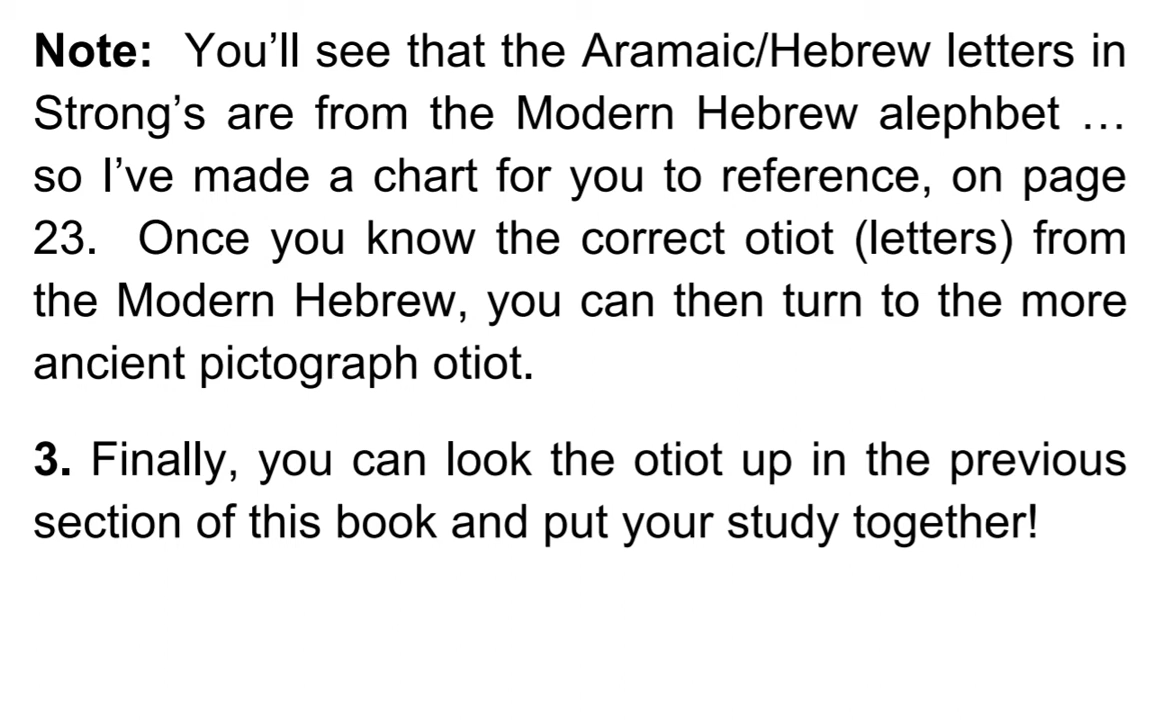 Note: You’ll see that the Aramaic/Hebrew letters in
Strong’s are from the Modern Hebrew alephbet …
so I’ve made a chart for you to reference, on page
23. Once you know the correct otiot (letters) from
the Modern Hebrew, you can then turn to the more
ancient pictograph otiot.
3. Finally, you can look the otiot up in the previous
section of this book and put your study together!